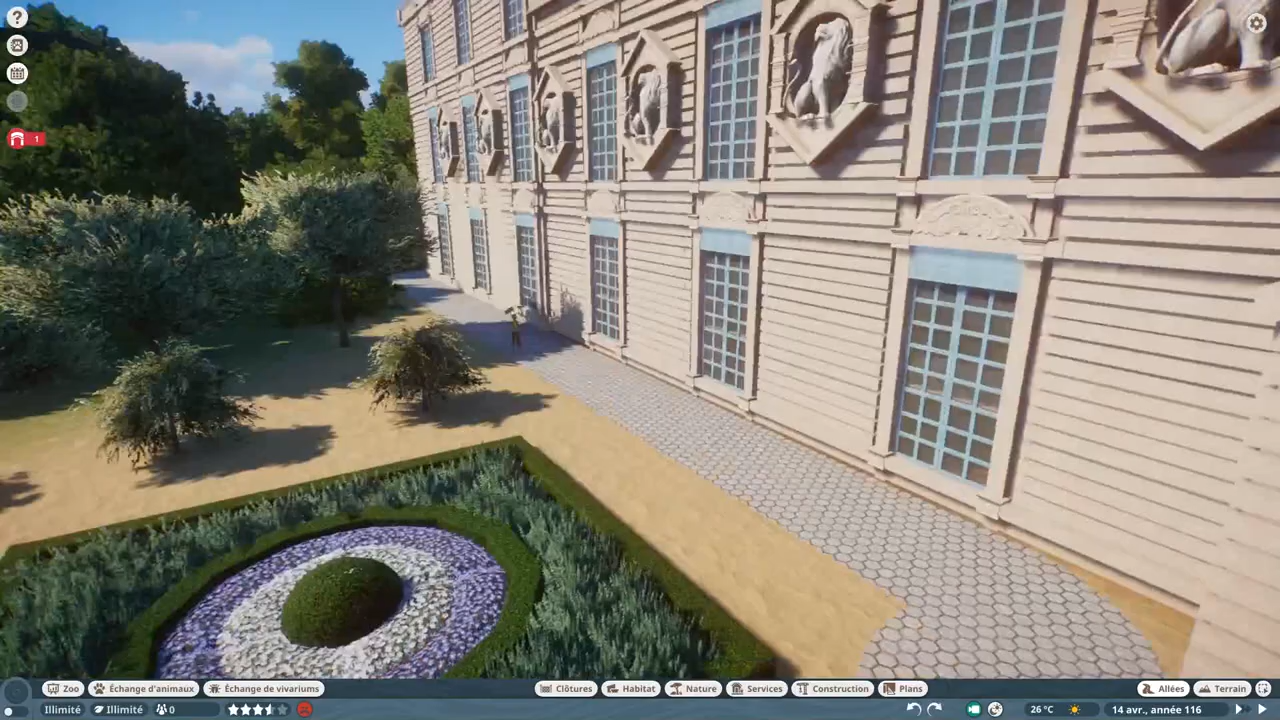 ?
1
Zoo Échange d'animaux Échange de vivariums Clôtures Habitat Nature Services Construction Plans Allées Terrain
Illimité Illimité 0 26 °C 14 avr., année 116